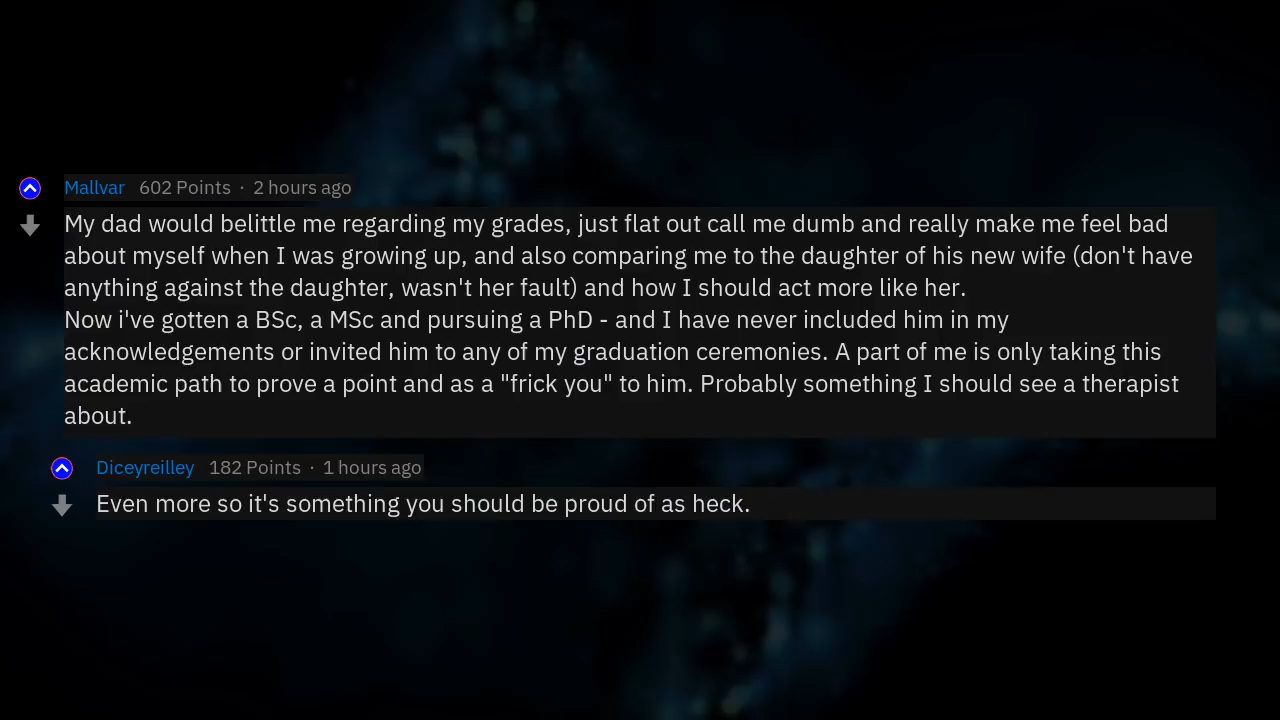 Mallvar 602 Points · 2 hours ago
My dad would belittle me regarding my grades, just flat out call me dumb and really make me feel bad
about myself when I was growing up, and also comparing me to the daughter of his new wife (don't have
anything against the daughter, wasn't her fault) and how I should act more like her.
Now i've gotten a BSc, a MSc and pursuing a PhD - and I have never included him in my
acknowledgements or invited him to any of my graduation ceremonies. A part of me is only taking this
academic path to prove a point and as a "frick you" to him. Probably something I should see a therapist
about.
Diceyreilley 182 Points · 1 hours ago
Even more so it's something you should be proud of as heck.